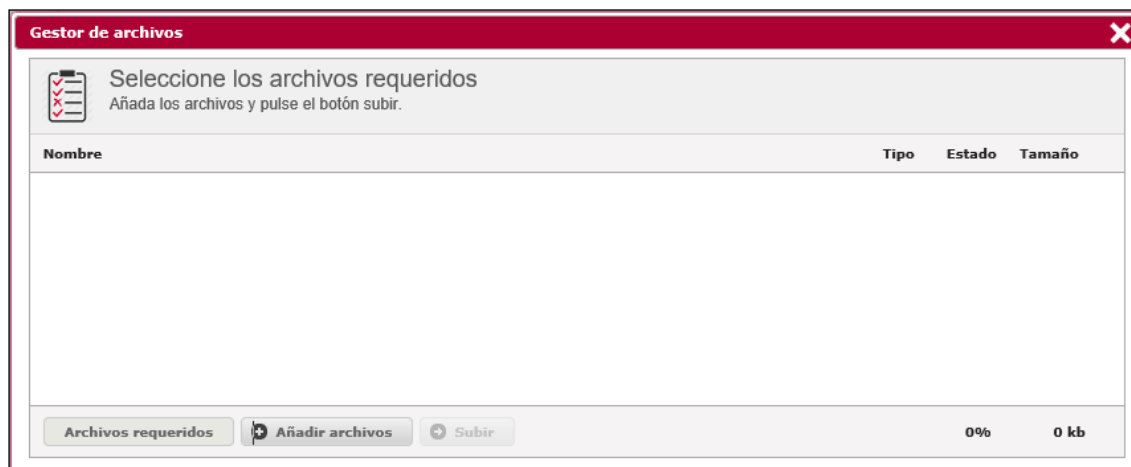 Gestor de archivos
Seleccione los archivos requeridos
Añada los archivos y pulse el botón subir.
Nombre Tipo Estado Tamaño
Archivos requeridos Añadir archivos Subir 0% 0 kb